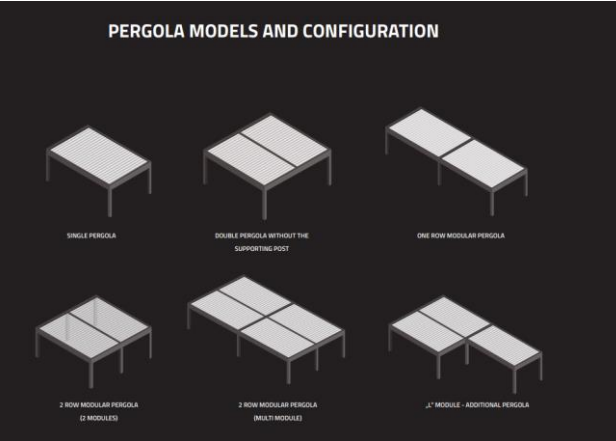 PERGOLA MODELS AND CONFIGURATION
SINGLE PERGOLA
DOUBLE PERGOLA WITHOUT THE
SUPPORTING POST
ONE ROW MODULAR PERGOLA
2 ROW MODULAR PERGOLA
(2 MODULES)
2 ROW MODULAR PERGOLA
(MULTI MODULE)
„L" MODULE - ADDITIONAL PERGOLA